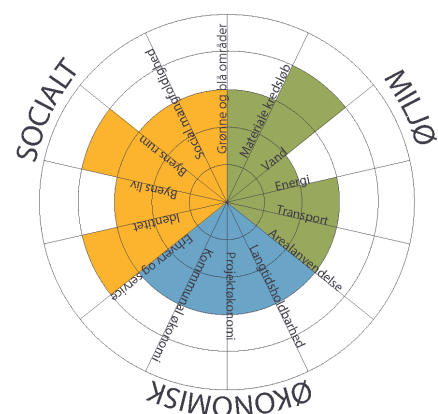 SOCIALT
MILJØ
ØKONOMISK
Grønne og blå områder
Materiale kredsløb
Vand
Energi
Transport
Arealanvendelse
Langtidsholdbarhed
Projektøkonomi
Kommmunal økonomi
Erhverv og service
Identitet
Byens liv
Byens rum
Social mangfoldighed